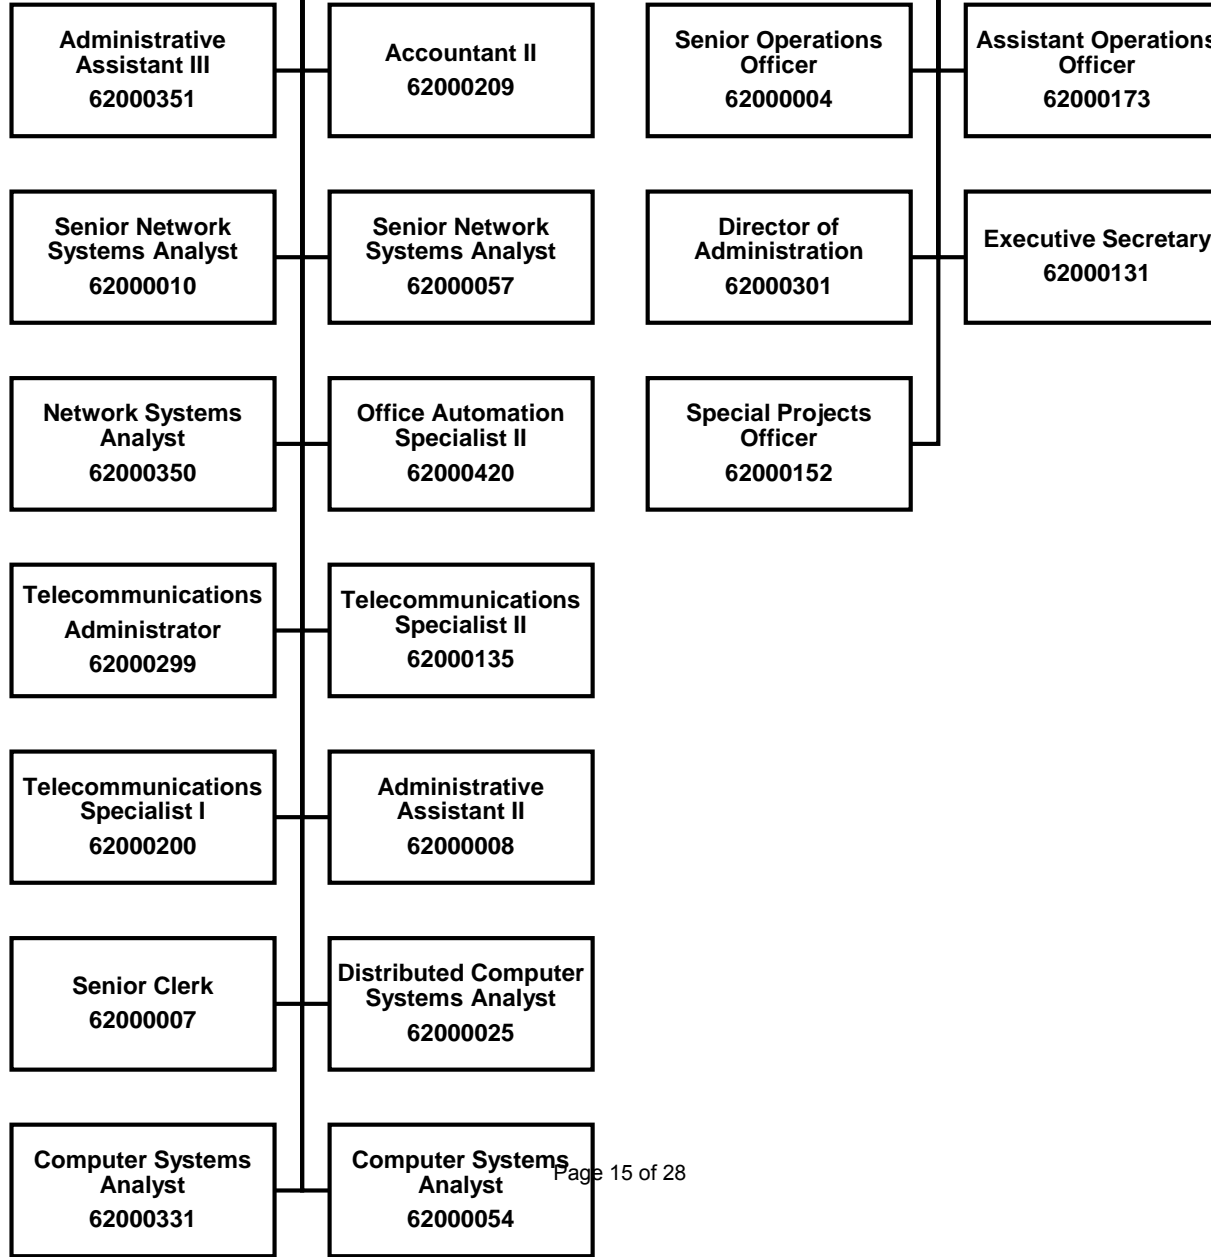 Administrative
Assistant III
62000351
Accountant II
62000209
Senior Operations
Officer
62000004
Assistant Operations
Officer
62000173
Senior Network
Systems Analyst
62000010
Senior Network
Systems Analyst
62000057
Director of
Administration
62000301
Executive Secretary
62000131
Network Systems
Analyst
62000350
Office Automation
Specialist II
62000420
Special Projects
Officer
62000152
Telecommunications
Administrator
62000299
Telecommunications
Specialist II
62000135
Telecommunications
Specialist I
62000200
Administrative
Assistant II
62000008
Senior Clerk
62000007
Distributed Computer
Systems Analyst
62000025
Computer Systems
Analyst
62000331
Computer Systems
Analyst
62000054
Page 15 of 28